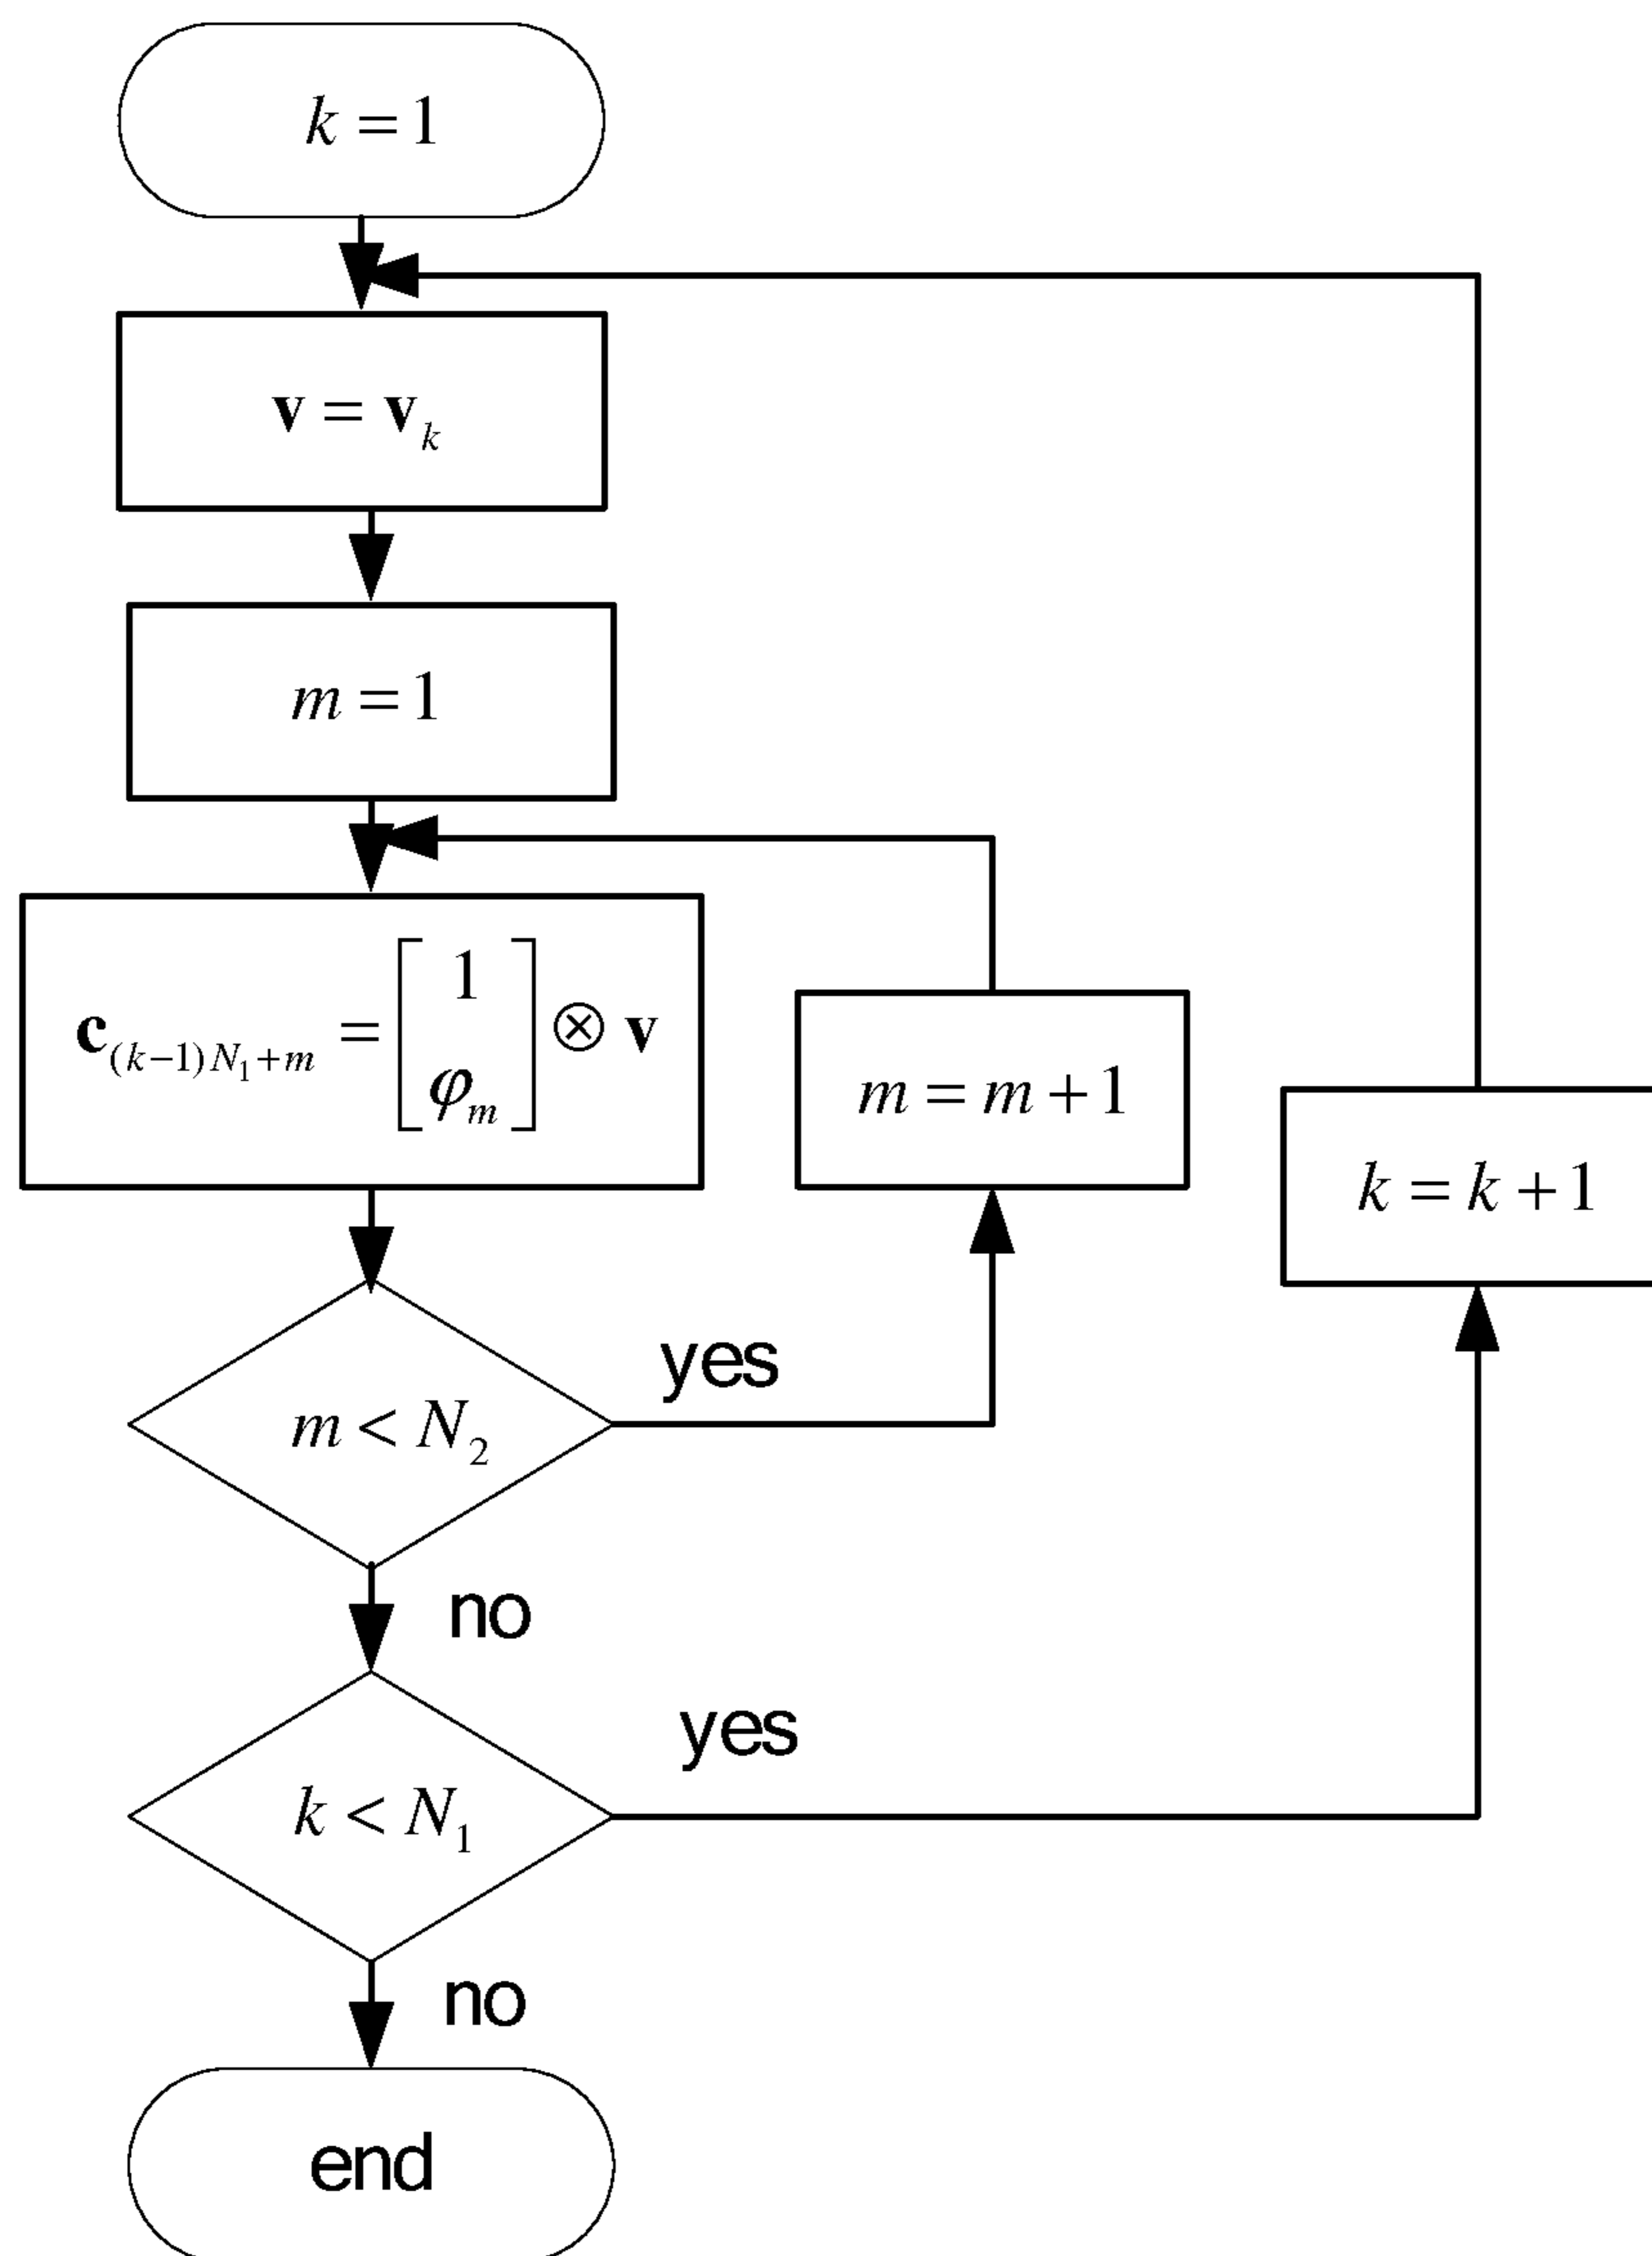 k = 1
v = v_k
m = 1
c_{(k−1)N_1+m} = [1 φ_m] ⊗ v
m = m + 1
k = k + 1
yes
m < N_2
no
yes
k < N_1
no
end